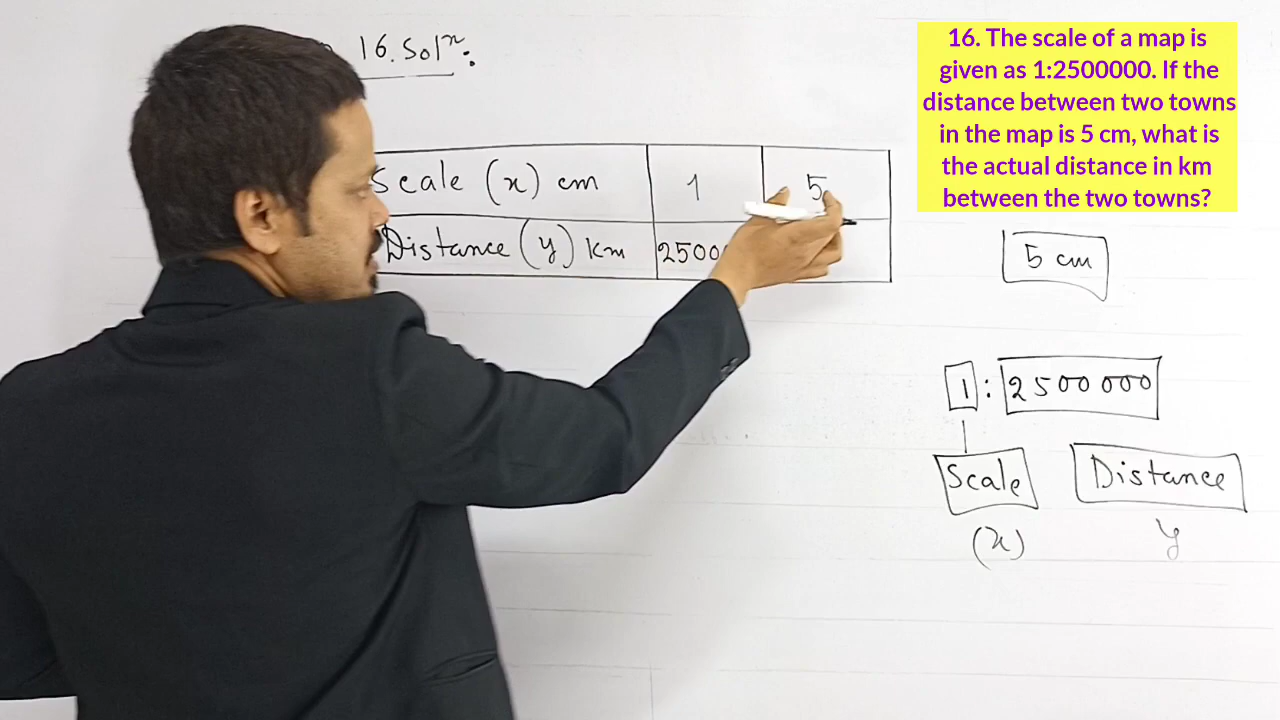 16. Solⁿ:
16. The scale of a map is
given as 1:2500000. If the
distance between two towns
in the map is 5 cm, what is
the actual distance in km
between the two towns?
Scale (x) cm 1 5
Distance (y) km 2500
5 cm
1 : 2500000
Scale Distance
(x) y